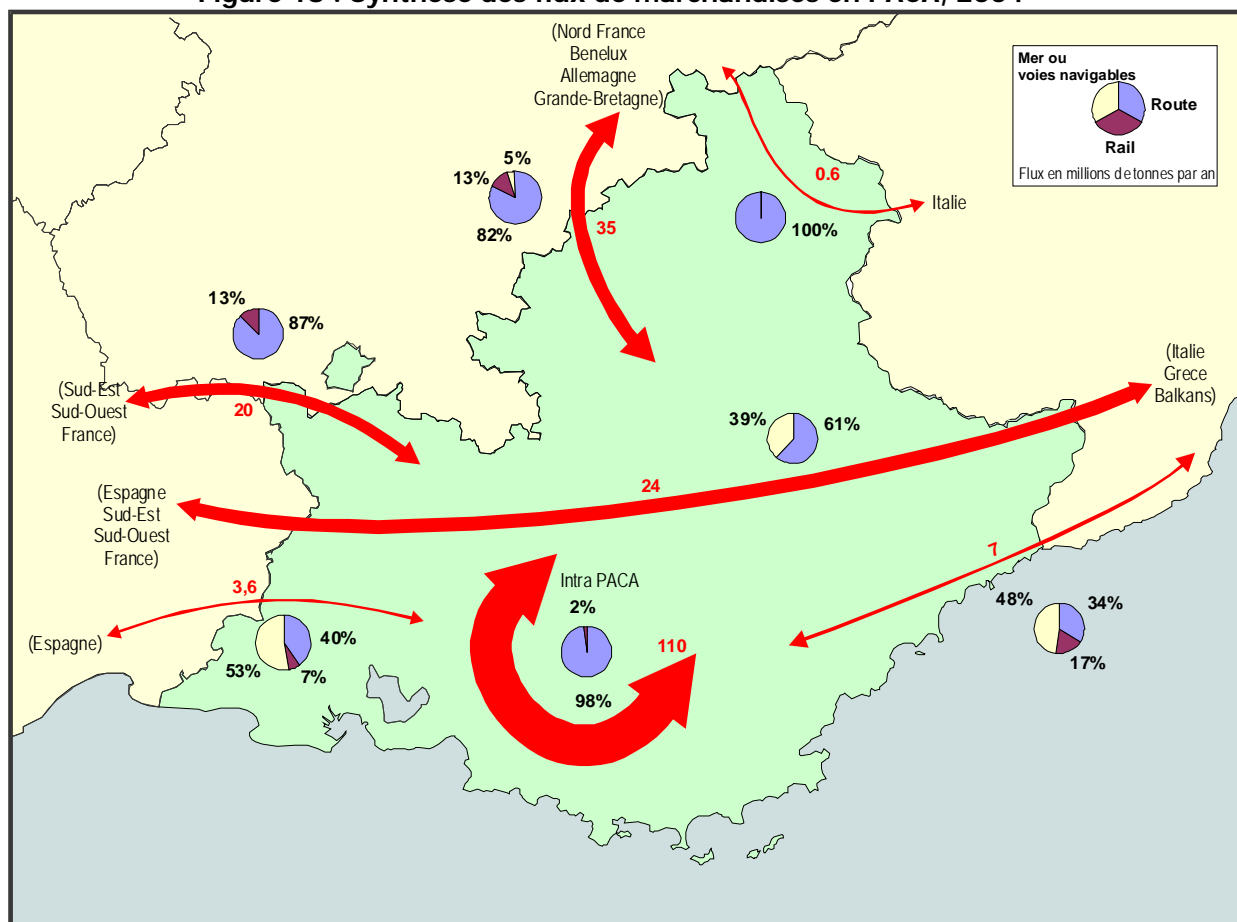 (Nord France
Benelux
Allemagne
Grande-Bretagne)
Mer ou
voies navigables
Route
Rail
Flux en millions de tonnes par an
5%
13%
82%
35
0.6
Italie
100%
13%
87%
(Sud-Est
Sud-Ouest
France)
20
(Italie
Grece
Balkans)
39%
61%
24
(Espagne
Sud-Est
Sud-Ouest
France)
7
3,6
Intra PACA
2%
110
98%
(Espagne)
40%
53%
7%
48%
34%
17%